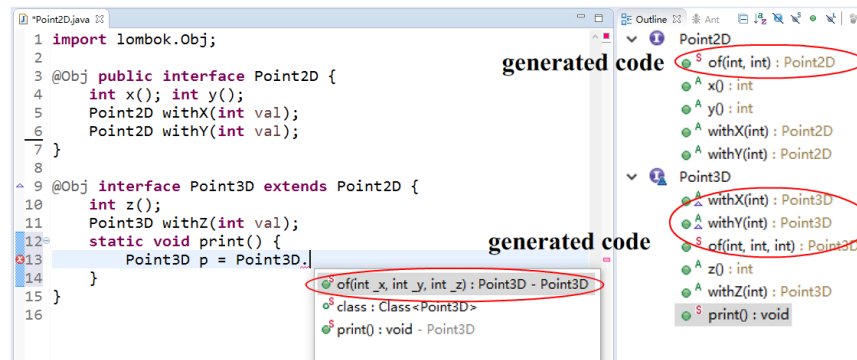 *Point2D.java
1 import lombok.Obj;
2
3 @Obj public interface Point2D {
4 int x(); int y();
5 Point2D withX(int val);
6 Point2D withY(int val);
7 }
8
9 @Obj interface Point3D extends Point2D {
10 int z();
11 Point3D withZ(int val);
12 static void print() {
13 Point3D p = Point3D.
14 }
15 }
16
of(int _x, int _y, int _z) : Point3D - Point3D
class : Class<Point3D>
print() : void - Point3D
generated code
generated code
Outline Ant
Point2D
S of(int, int) : Point2D
A x() : int
A y() : int
A withX(int) : Point2D
A withY(int) : Point2D
Point3D
A withX(int) : Point3D
A withY(int) : Point3D
S of(int, int, int) : Point3D
A z() : int
A withZ(int) : Point3D
S print() : void